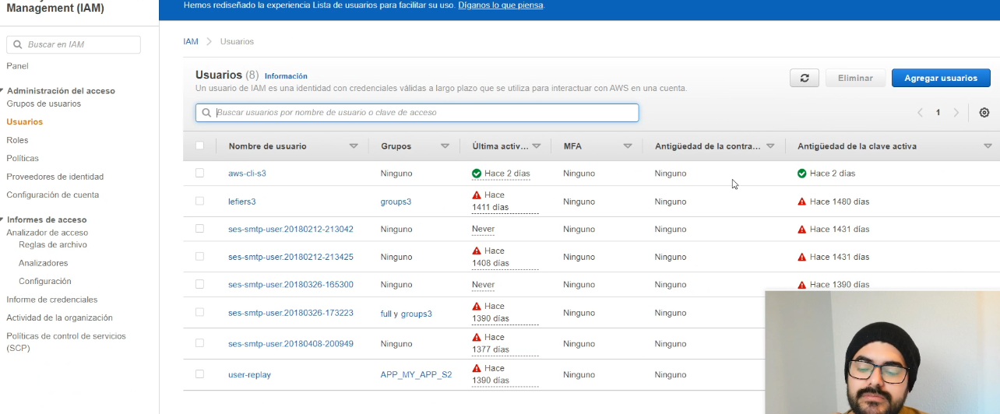 Management (IAM)
Hemos rediseñado la experiencia Lista de usuarios para facilitar su uso. Díganos lo que piensa.
Buscar en IAM
Panel
Administración del acceso
Grupos de usuarios
Usuarios
Roles
Políticas
Proveedores de identidad
Configuración de cuenta
Informes de acceso
Analizador de acceso
Reglas de archivo
Analizadores
Configuración
Informe de credenciales
Actividad de la organización
Políticas de control de servicios
(SCP)
IAM > Usuarios
Usuarios (8) Información
Un usuario de IAM es una identidad con credenciales válidas a largo plazo que se utiliza para interactuar con AWS en una cuenta.
Eliminar
Agregar usuarios
Buscar usuarios por nombre de usuario o clave de acceso
1
Nombre de usuario Grupos Última activ... MFA Antigüedad de la contra... Antigüedad de la clave activa
aws-cli-s3 Ninguno Hace 2 días Ninguno Ninguno Hace 2 días
lefiers3 groups3 Hace 1411 días Ninguno Ninguno Hace 1480 días
ses-smtp-user.20180212-213042 Ninguno Never Ninguno Ninguno Hace 1431 días
ses-smtp-user.20180212-213425 Ninguno Hace 1408 días Ninguno Ninguno Hace 1431 días
ses-smtp-user.20180326-165300 Ninguno Never Ninguno Ninguno Hace 1390 días
ses-smtp-user.20180326-173223 full y groups3 Hace 1390 días Ninguno Ninguno
ses-smtp-user.20180408-200949 Ninguno Hace 1377 días Ninguno Ninguno
user-replay APP_MY_APP_S2 Hace 1390 días Ninguno Ninguno